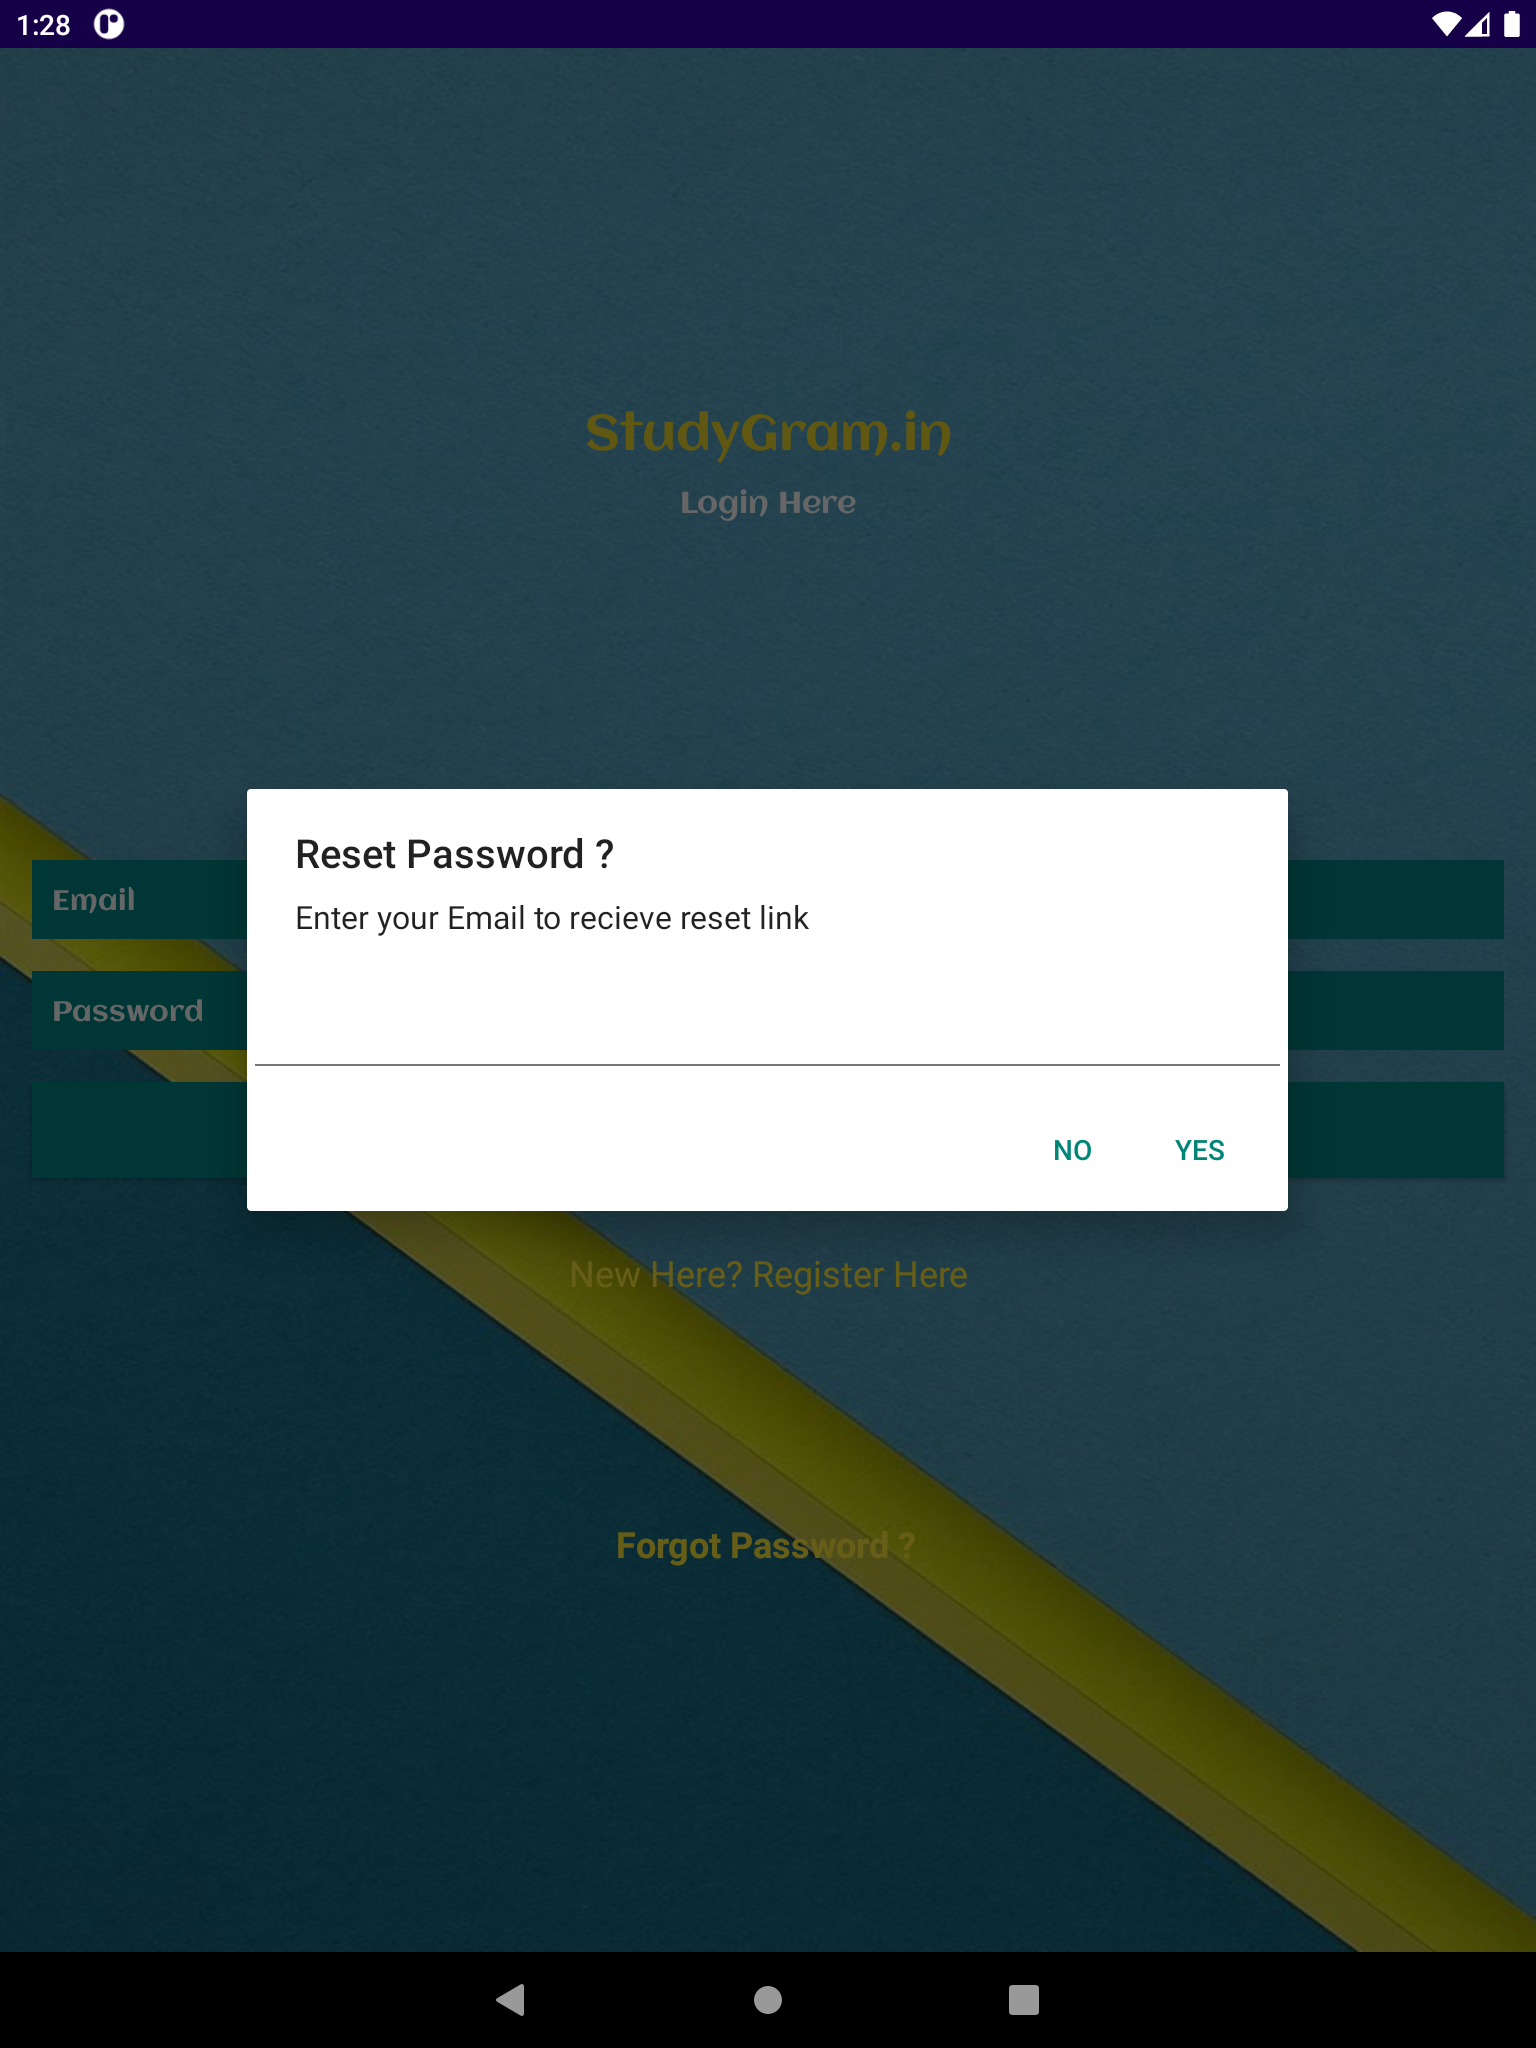 1:28
StudyGram.in
Login Here
Reset Password ?
Email
Enter your Email to recieve reset link
Password
NO YES
New Here? Register Here
Forgot Password ?